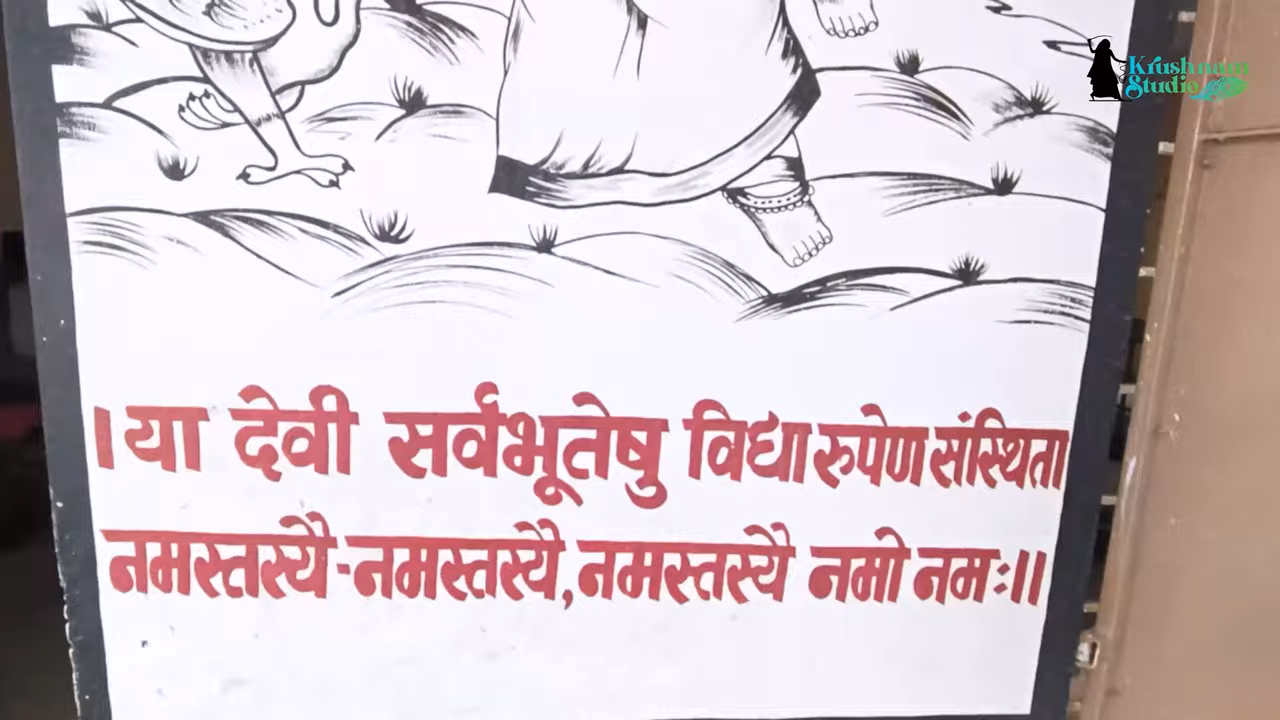 Krushnam
Studio
। या देवी सर्वभूतेषु विधा रुपेण संस्थिता
नमस्तस्यै-नमस्तस्यै, नमस्तस्यै नमो नमः।।